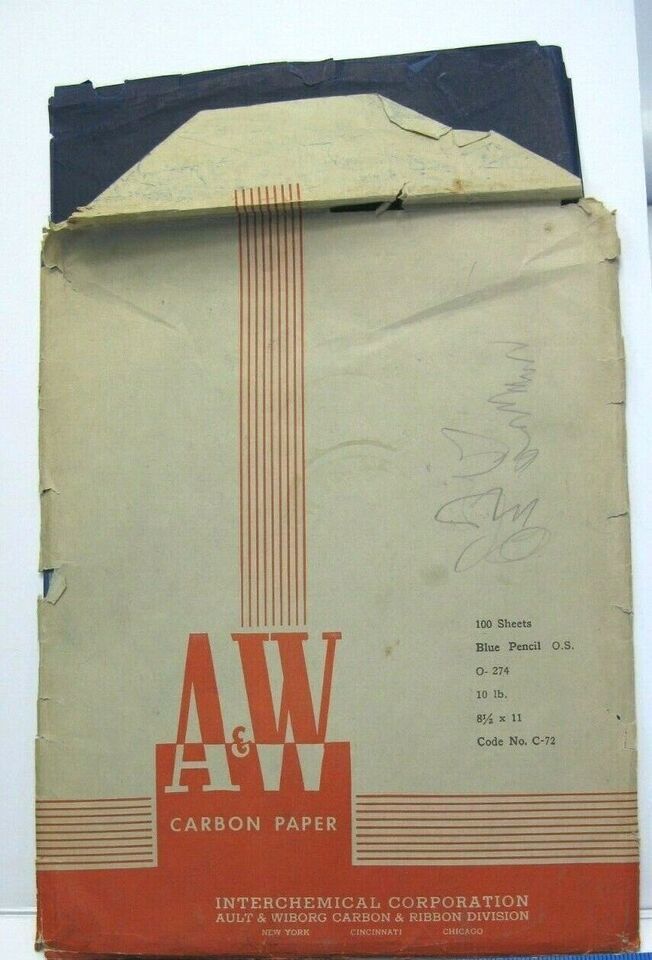 100 Sheets
Blue Pencil O.S.
O- 274
10 lb.
8½ x 11
Code No. C-72
A&W
CARBON PAPER
INTERCHEMICAL CORPORATION
AULT & WIBORG CARBON & RIBBON DIVISION
NEW YORK CINCINNATI CHICAGO